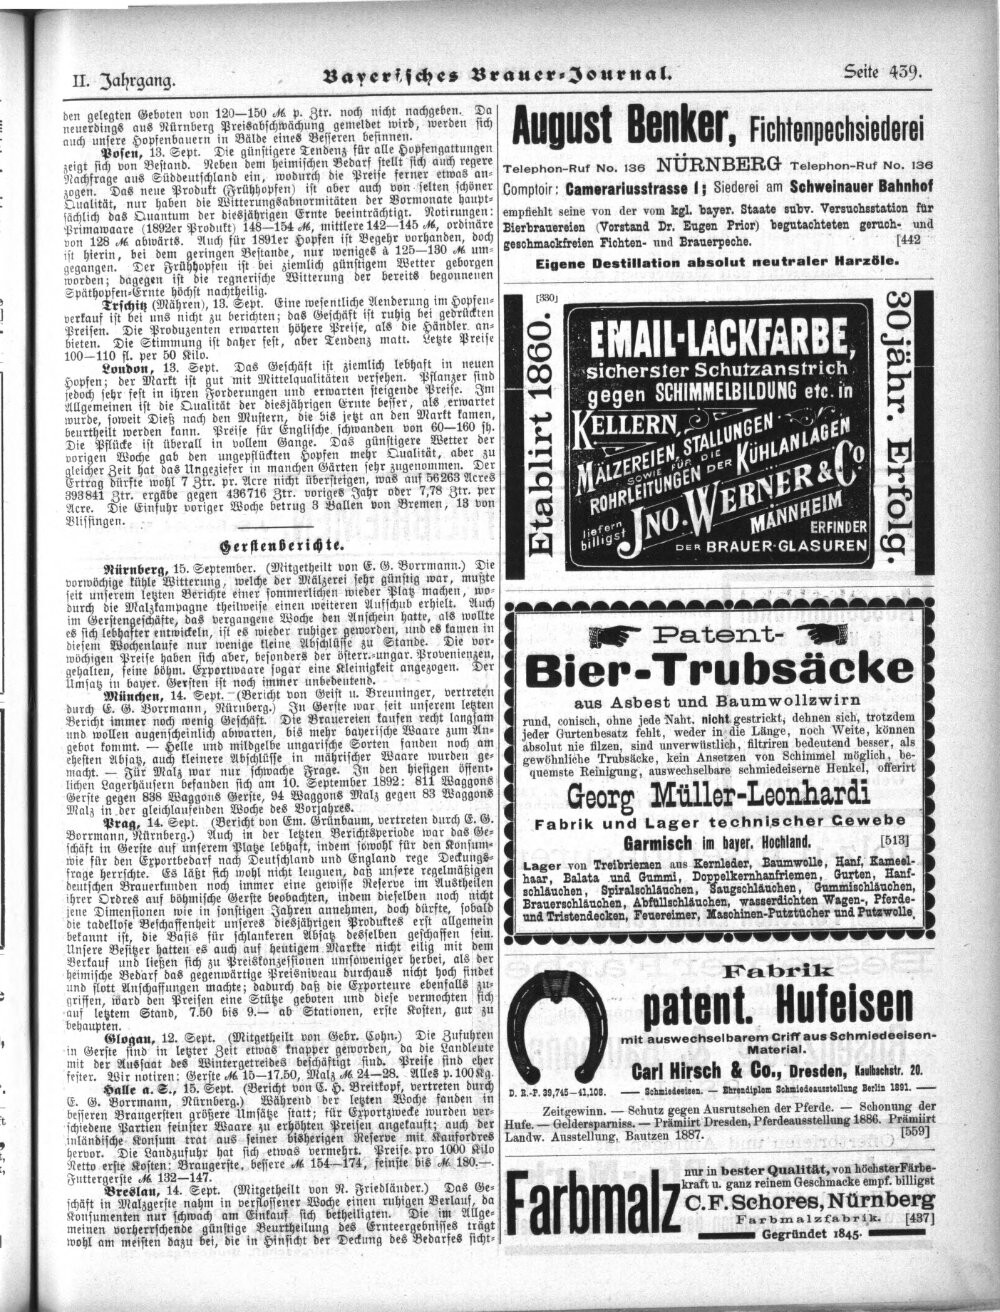 II. Jahrgang.
Bayerisches Brauer-Journal.
Seite 439.
den gelegten Geboten von 120—150 ℳ p. Ztr. noch nicht nachgeben. Da
neuerdings aus Nürnberg Preisabschwächung gemeldet wird, werden sich
auch unsere Hopfenbauern in Bälde eines Besseren besinnen.
Posen, 13. Sept. Die günstigere Tendenz für alle Hopfengattungen
zeigt sich von Bestand. Neben dem heimischen Bedarf stellt sich auch regere
Nachfrage aus Süddeutschland ein, wodurch die Preise ferner etwas an-
zogen. Das neue Produkt (Frühhopfen) ist aber auch von selten schöner
Qualität, nur haben die Witterungsabnormitäten der Vormonate haupt-
sächlich das Quantum der diesjährigen Ernte beeinträchtigt. Notirungen:
Primawaare (1892er Produkt) 148—154 ℳ, mittlere 142—145 ℳ, ordinäre
von 128 ℳ abwärts. Auch für 1891er Hopfen ist Begehr vorhanden, doch
ist hierin, bei dem geringen Bestande, nur weniges à 125—130 ℳ um-
gegangen. Der Frühhopfen ist bei ziemlich günstigem Wetter geborgen
worden; dagegen ist die regnerische Witterung der bereits begonnenen
Späthopfen-Ernte höchst nachtheilig.
Trschitz (Mähren), 13. Sept. Eine wesentliche Aenderung im Hopfen-
verkauf ist bei uns nicht zu berichten; das Geschäft ist ruhig bei gedrückten
Preisen. Die Produzenten erwarten höhere Preise, als die Händler an-
bieten. Die Stimmung ist daher fest, aber Tendenz matt. Letzte Preise
100—110 fl. per 50 Kilo.
London, 13. Sept. Das Geschäft ist ziemlich lebhaft in neuen
Hopfen; der Markt ist gut mit Mittelqualitäten versehen. Pflanzer sind
jedoch sehr fest in ihren Forderungen und erwarten steigende Preise. Im
Allgemeinen ist die Qualität der diesjährigen Ernte besser, als erwartet
wurde, soweit Dieß nach den Mustern, die bis jetzt an den Markt kamen,
beurtheilt werden kann. Preise für Englische schwanden von 60—160 sh.
Die Pflücke ist überall in vollem Gange. Das günstigere Wetter der
vorigen Woche gab den ungepflückten Hopfen mehr Qualität, aber zu
gleicher Zeit hat das Ungeziefer in manchen Gärten sehr zugenommen. Der
Ertrag dürfte wohl 7 Ztr. pr. Acre nicht übersteigen, was auf 56263 Acres
393841 Ztr. ergäbe gegen 436716 Ztr. voriges Jahr oder 7,78 Ztr. per
Acre. Die Einfuhr voriger Woche betrug 3 Ballen von Bremen, 13 von
Vlissingen.
Gerstenberichte.
Nürnberg, 15. September. (Mitgetheilt von E. G. Borrmann.) Die
vorwöchige kühle Witterung, welche der Mälzerei sehr günstig war, mußte
seit unserem letzten Berichte einer sommerlichen wieder Platz machen, wo-
durch die Malzkampagne theilweise einen weiteren Aufschub erhielt. Auch
im Gerstengeschäfte, das vergangene Woche den Anschein hatte, als wollte
es sich lebhafter entwickeln, ist es wieder ruhiger geworden, und es kamen in
diesem Wochenlaufe nur wenige kleine Abschlüsse zu Stande. Die vor-
wöchigen Preise haben sich aber, besonders der österr.-ungar. Provenienzen,
gehalten, feine böhm. Exportwaare sogar eine Kleinigkeit angezogen. Der
Umsatz in bayer. Gersten ist noch immer unbedeutend.
München, 14. Sept. (Bericht von Geist u. Breuninger, vertreten
durch E. G. Borrmann, Nürnberg.) In Gerste war seit unserem letzten
Bericht immer noch wenig Geschäft. Die Brauereien kaufen recht langsam
und wollen augenscheinlich abwarten, bis mehr bayerische Waare zum An-
gebot kommt. — Helle und mildgelbe ungarische Sorten fanden noch am
ehesten Absatz, auch kleinere Abschlüsse in mährischer Waare wurden ge-
macht. — Für Malz war nur schwache Frage. In den hiesigen öffent-
lichen Lagerhäusern befanden sich am 10. September 1892: 811 Waggons
Gerste gegen 838 Waggons Gerste, 94 Waggons Malz gegen 83 Waggons
Malz in der gleichlaufenden Woche des Vorjahres.
Prag, 14. Sept. (Bericht von Em. Grünbaum, vertreten durch E. G.
Borrmann, Nürnberg.) Auch in der letzten Berichtsperiode war das Ge-
schäft in Gerste auf unserem Platze lebhaft, indem sowohl für den Konsum-
wie für den Exportbedarf nach Deutschland und England rege Deckungs-
frage herrschte. Es läßt sich wohl nicht leugnen, daß unsere regelmäßigen
deutschen Brauerkunden noch immer eine gewisse Reserve im Austheilen
ihrer Ordres auf böhmische Gerste beobachten, indem dieselben noch nicht
jene Dimensionen wie in sonstigen Jahren annehmen, doch dürfte, sobald
die tadellose Beschaffenheit unseres diesjährigen Produktes erst allgemein
bekannt ist, die Basis für schlankeren Absatz desselben geschaffen sein.
Unsere Besitzer hatten es auch auf heutigem Markte nicht eilig mit dem
Verkauf und ließen sich zu Preiskonzessionen umsoweniger herbei, als der
heimische Bedarf das gegenwärtige Preisniveau durchaus nicht hoch findet
und flott Anschaffungen machte; dadurch daß die Exporteure ebenfalls zu-
griffen, ward den Preisen eine Stütze geboten und diese vermochten sich
auf letztem Stand, 7.50 bis 9.— ab Stationen, erste Kosten, gut zu
behaupten.
Glogau, 12. Sept. (Mitgetheilt von Gebr. Cohn.) Die Zufuhren
in Gerste sind in letzter Zeit etwas knapper geworden, da die Landleute
mit der Aussaat des Wintergetreides beschäftigt sind. Preise sind eher
fester. Wir notiren: Gerste ℳ 15—17,50, Malz ℳ 24—28. Alles p. 100 Kg.
Halle a. S., 15. Sept. (Bericht von C. H. Breitkopf, vertreten durch
E. G. Borrmann, Nürnberg.) Während der letzten Woche fanden in
besseren Braugersten größere Umsätze statt; für Exportzwecke wurden ver-
schiedene Partien feinster Waare zu erhöhten Preisen angekauft; auch der
inländische Konsum trat aus seiner bisherigen Reserve mit Kauforders
hervor. Die Landzufuhr hat sich etwas vermehrt. Preise pro 1000 Kilo
Netto erste Kosten: Braugerste, bessere ℳ 154—174, feinste bis ℳ 180.—.
Futtergerste ℳ 132—147.
Breslau, 14. Sept. (Mitgetheilt von N. Friedländer.) Das Ge-
schäft in Malzgerste nahm in verflossener Woche einen ruhigen Verlauf, da
Konsumenten nur schwach am Einkauf sich betheiligten. Die im Allge-
meinen vorherrschende günstige Beurtheilung des Ernteergebnisses trägt
wohl am meisten dazu bei, die in Hinsicht der Deckung des Bedarfes sicht-
August Benker, Fichtenpechsiederei
Telephon-Ruf No. 136 NÜRNBERG Telephon-Ruf No. 136
Comptoir: Camerariusstrasse 1; Siederei am Schweinauer Bahnhof
empfiehlt seine von der vom kgl. bayer. Staate subv. Versuchsstation für
Bierbrauereien (Vorstand Dr. Eugen Prior) begutachteten geruch- und
geschmackfreien Fichten- und Brauerpeche. [442
Eigene Destillation absolut neutraler Harzöle.
Etablirt 1860.
[330]
EMAIL-LACKFARBE,
sicherster Schutzanstrich
gegen SCHIMMELBILDUNG etc. in
KELLERN,
MÄLZEREIEN, STALLUNGEN
SOWIE FÜR DIE
ROHRLEITUNGEN DER KÜHLANLAGEN
liefern
billigst
JNO. WERNER & Co
MANNHEIM
ERFINDER
DER BRAUER-GLASUREN
30jähr. Erfolg.
Patent-
Bier-Trubsäcke
aus Asbest und Baumwollzwirn
rund, conisch, ohne jede Naht, nicht gestrickt, dehnen sich, trotzdem
jeder Gurtenbesatz fehlt, weder in die Länge, noch Weite, können
absolut nie filzen, sind unverwüstlich, filtriren bedeutend besser, als
gewöhnliche Trubsäcke, kein Ansetzen von Schimmel möglich, be-
quemste Reinigung, auswechselbare schmiedeiserne Henkel, offerirt
Georg Müller-Leonhardi
Fabrik und Lager technischer Gewebe
Garmisch im bayer. Hochland. [513]
Lager von Treibriemen aus Kernleder, Baumwolle, Hanf, Kameel-
haar, Balata und Gummi, Doppelkernhanfriemen, Gurten, Hanf-
schläuchen, Spiralschläuchen, Saugschläuchen, Gummischläuchen,
Brauerschläuchen, Abfüllschläuchen, wasserdichten Wagen-, Pferde-
und Tristendecken, Feuereimer, Maschinen-Putztücher und Putzwolle.
Fabrik
patent. Hufeisen
mit auswechselbarem Griff aus Schmiedeeisen-
Material.
Carl Hirsch & Co., Dresden, Kaulbachstr. 20.
D. R.-P. 39,745—41,108. — Schmiedeeisen. — Ehrendiplom Schmiedeausstellung Berlin 1891. —
Zeitgewinn. — Schutz gegen Ausrutschen der Pferde. — Schonung der
Hufe. — Geldersparniss. — Prämiirt Dresden, Pferdeausstellung 1886. Prämiirt
Landw. Ausstellung, Bautzen 1887. [559]
Farbmalz
nur in bester Qualität, von höchster Färbe-
kraft u. ganz reinem Geschmacke empf. billigst
C. F. Schores, Nürnberg
Farbmalzfabrik. [437]
Gegründet 1845.